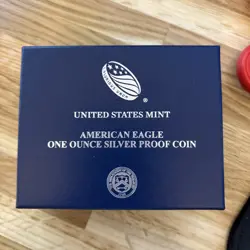 UNITED STATES MINT
AMERICAN EAGLE
ONE OUNCE SILVER PROOF COIN